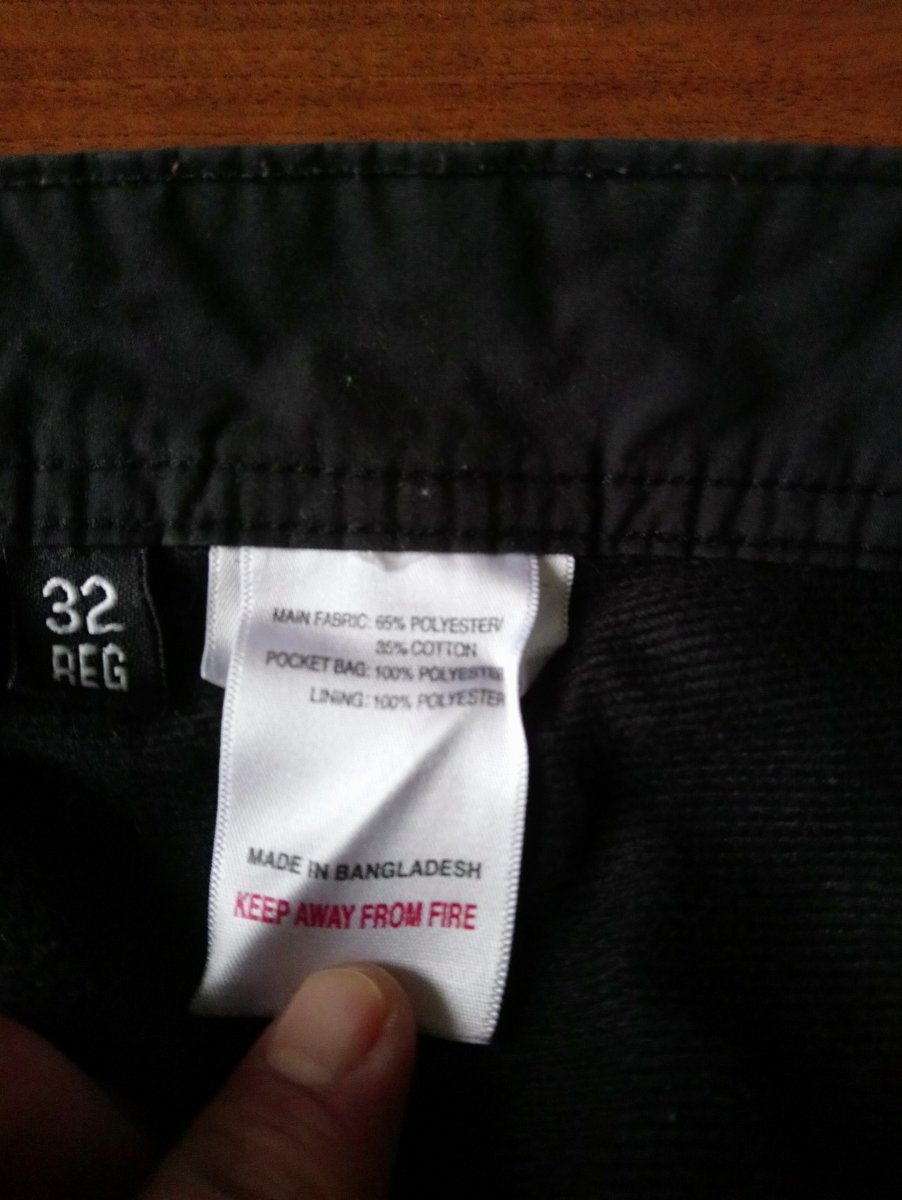 32
REG
MAIN FABRIC: 65% POLYESTER/
35% COTTON
POCKET BAG: 100% POLYESTER
LINING: 100% POLYESTER
MADE IN BANGLADESH
KEEP AWAY FROM FIRE